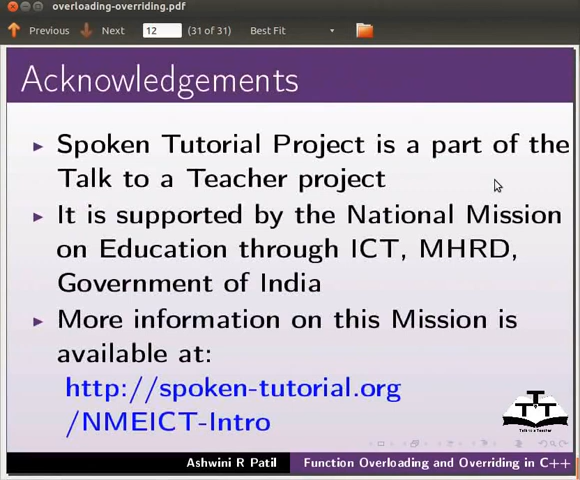 overloading-overriding.pdf
Previous Next 12 (31 of 31) Best Fit
Acknowledgements
Spoken Tutorial Project is a part of the
Talk to a Teacher project
It is supported by the National Mission
on Education through ICT, MHRD,
Government of India
More information on this Mission is
available at:
http://spoken-tutorial.org
/NMEICT-Intro
Talk to a Teacher
Ashwini R Patil Function Overloading and Overriding in C++